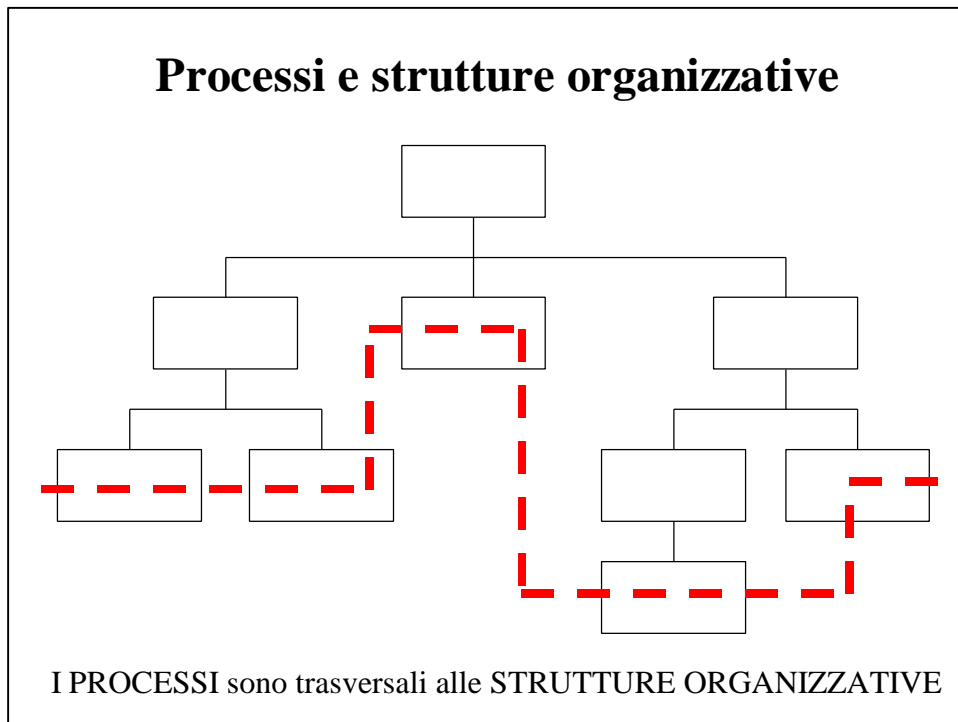 Processi e strutture organizzative
I PROCESSI sono trasversali alle STRUTTURE ORGANIZZATIVE